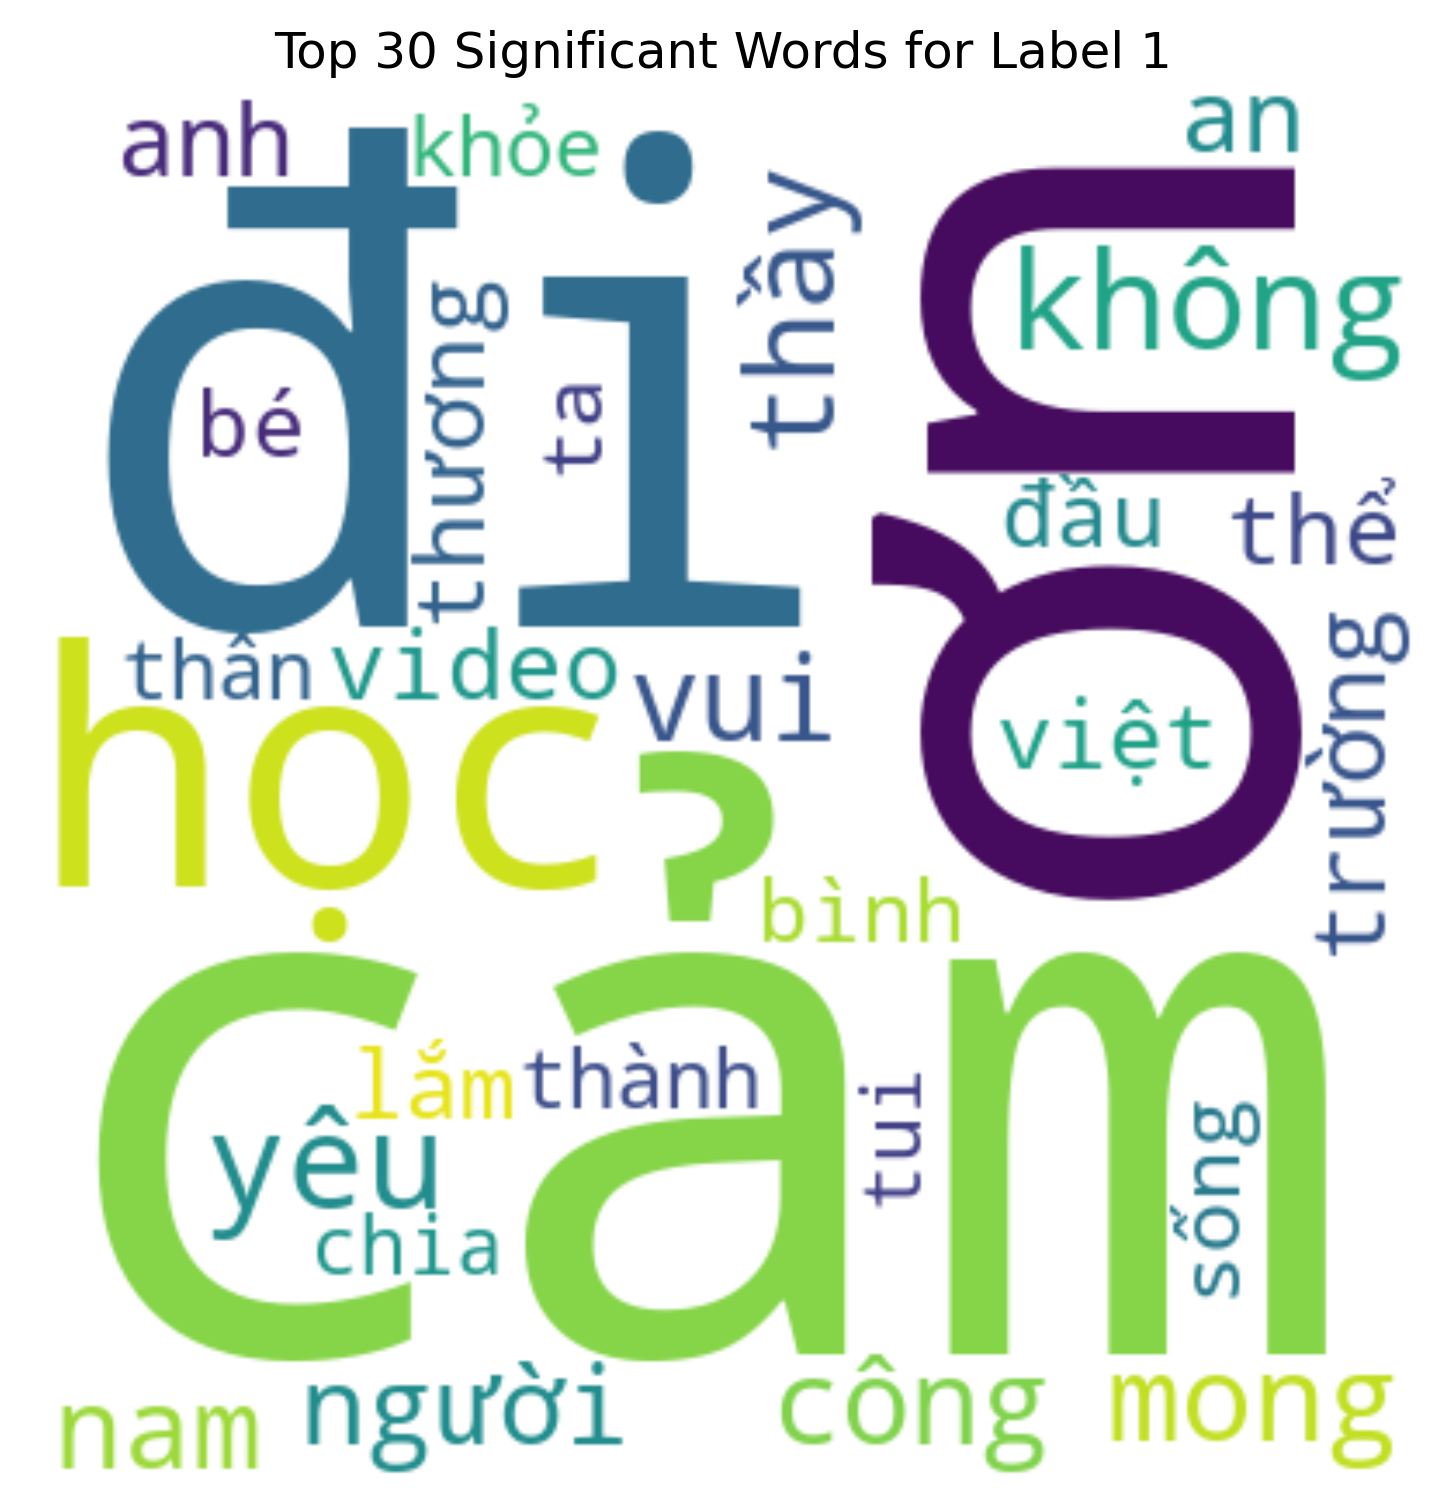 Top 30 Significant Words for Label 1
anh
khỏe
an
đi
thầy
không
bé
thương
ta
ơn
đầu
thể
thân
video
vui
việt
trường
học
bình
cảm
lắm
thành
tui
yêu
sống
chia
nam
người
công
mong